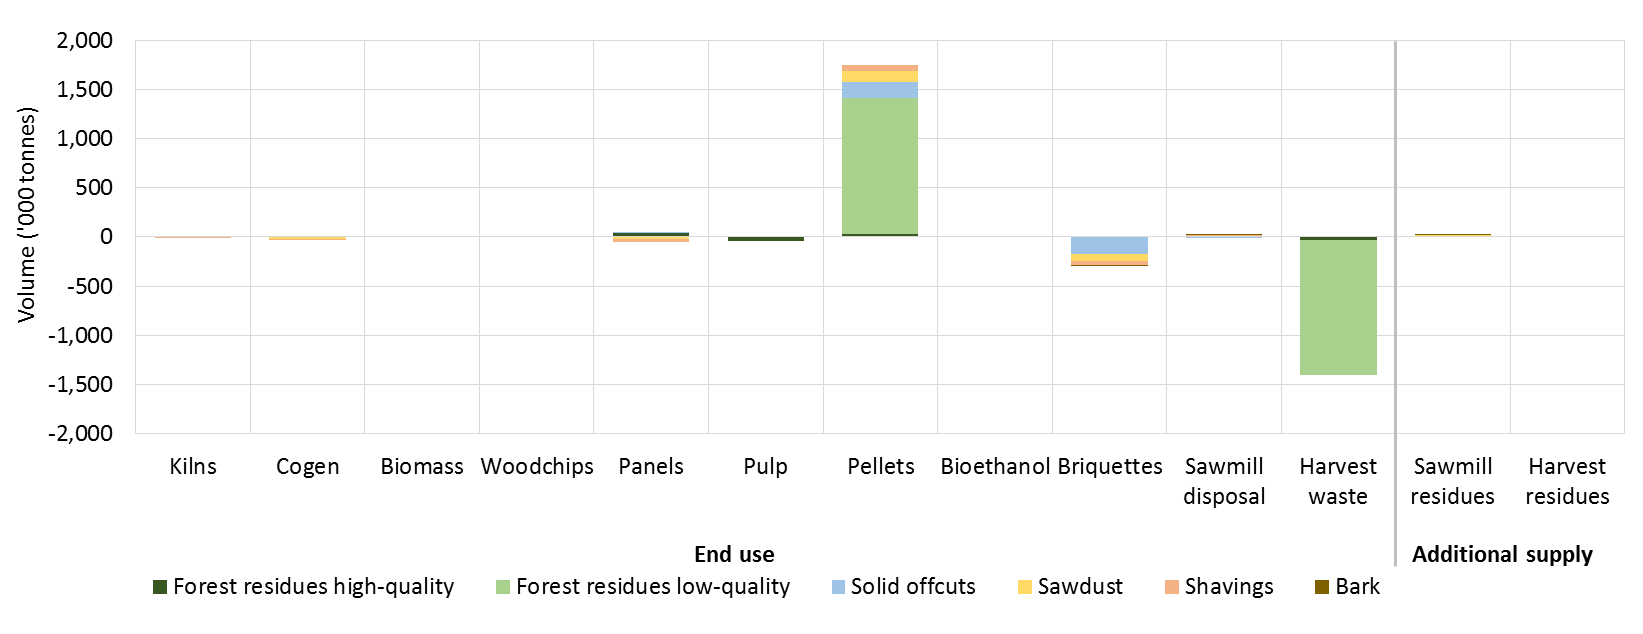 Volume ('000 tonnes)
2,000
1,500
1,000
500
0
-500
-1,000
-1,500
-2,000
Kilns Cogen Biomass Woodchips Panels Pulp Pellets Bioethanol Briquettes Sawmill disposal Harvest waste Sawmill residues Harvest residues
End use Additional supply
Forest residues high-quality Forest residues low-quality Solid offcuts Sawdust Shavings Bark